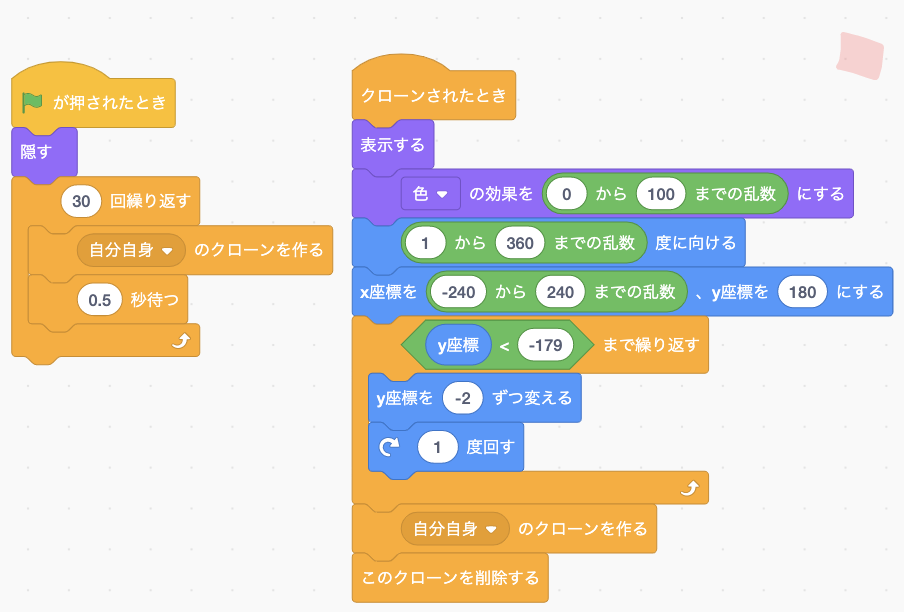 が押されたとき
隠す
30 回繰り返す
自分自身 のクローンを作る
0.5 秒待つ
クローンされたとき
表示する
色 の効果を 0 から 100 までの乱数 にする
1 から 360 までの乱数 度に向ける
x座標を -240 から 240 までの乱数 、y座標を 180 にする
y座標 < -179 まで繰り返す
y座標を -2 ずつ変える
1 度回す
自分自身 のクローンを作る
このクローンを削除する